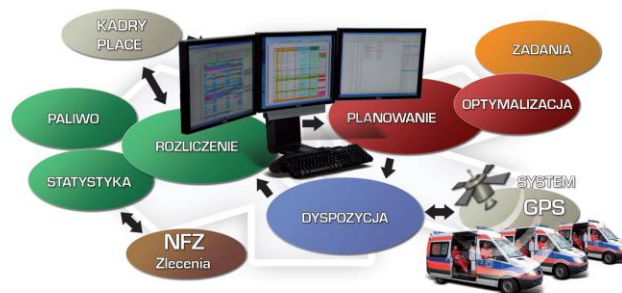 KADRY
PŁACE
ZADANIA
PALIWO
ROZLICZENIE
PLANOWANIE
OPTYMALIZACJA
STATYSTYKA
DYSPOZYCJA
SYSTEM
GPS
NFZ
Zlecenia